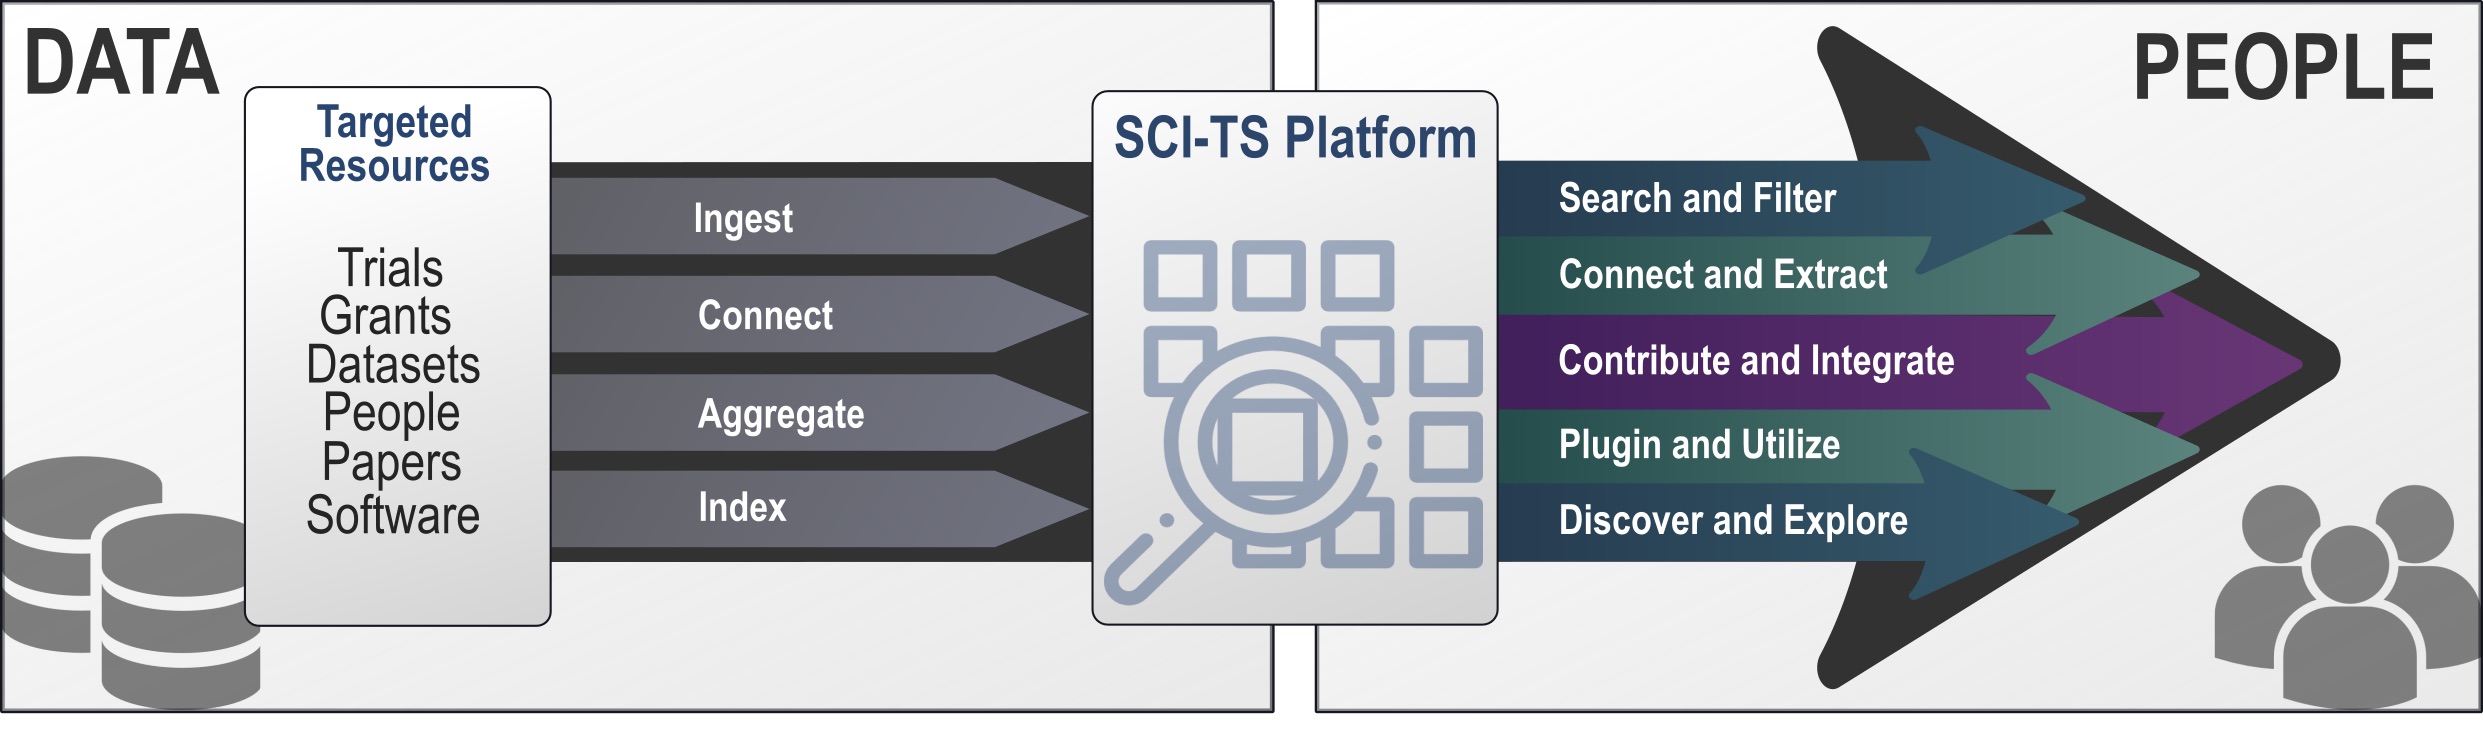 DATA
Targeted
Resources
Trials
Grants
Datasets
People
Papers
Software
Ingest
Connect
Aggregate
Index
SCI-TS Platform
PEOPLE
Search and Filter
Connect and Extract
Contribute and Integrate
Plugin and Utilize
Discover and Explore